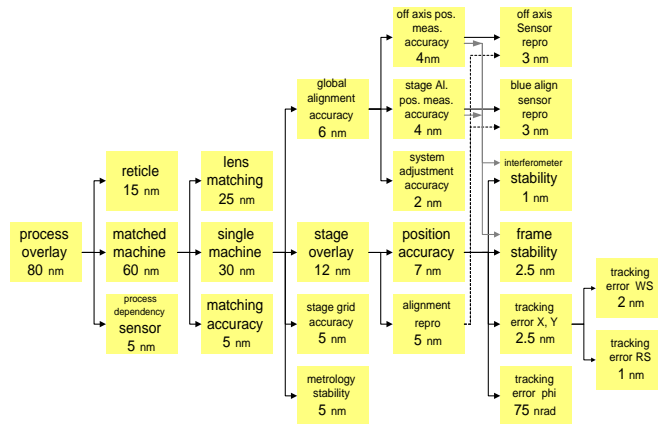 off axis pos.
meas.
accuracy
4nm
off axis
Sensor
repro
3 nm
global
alignment
accuracy
6 nm
stage Al.
pos. meas.
accuracy
4 nm
blue align
sensor
repro
3 nm
reticle
15 nm
lens
matching
25 nm
system
adjustment
accuracy
2 nm
interferometer
stability
1 nm
process
overlay
80 nm
matched
machine
60 nm
single
machine
30 nm
stage
overlay
12 nm
position
accuracy
7 nm
frame
stability
2.5 nm
process
dependency
sensor
5 nm
matching
accuracy
5 nm
stage grid
accuracy
5 nm
alignment
repro
5 nm
tracking
error X, Y
2.5 nm
tracking
error WS
2 nm
tracking
error RS
1 nm
metrology
stability
5 nm
tracking
error phi
75 nrad